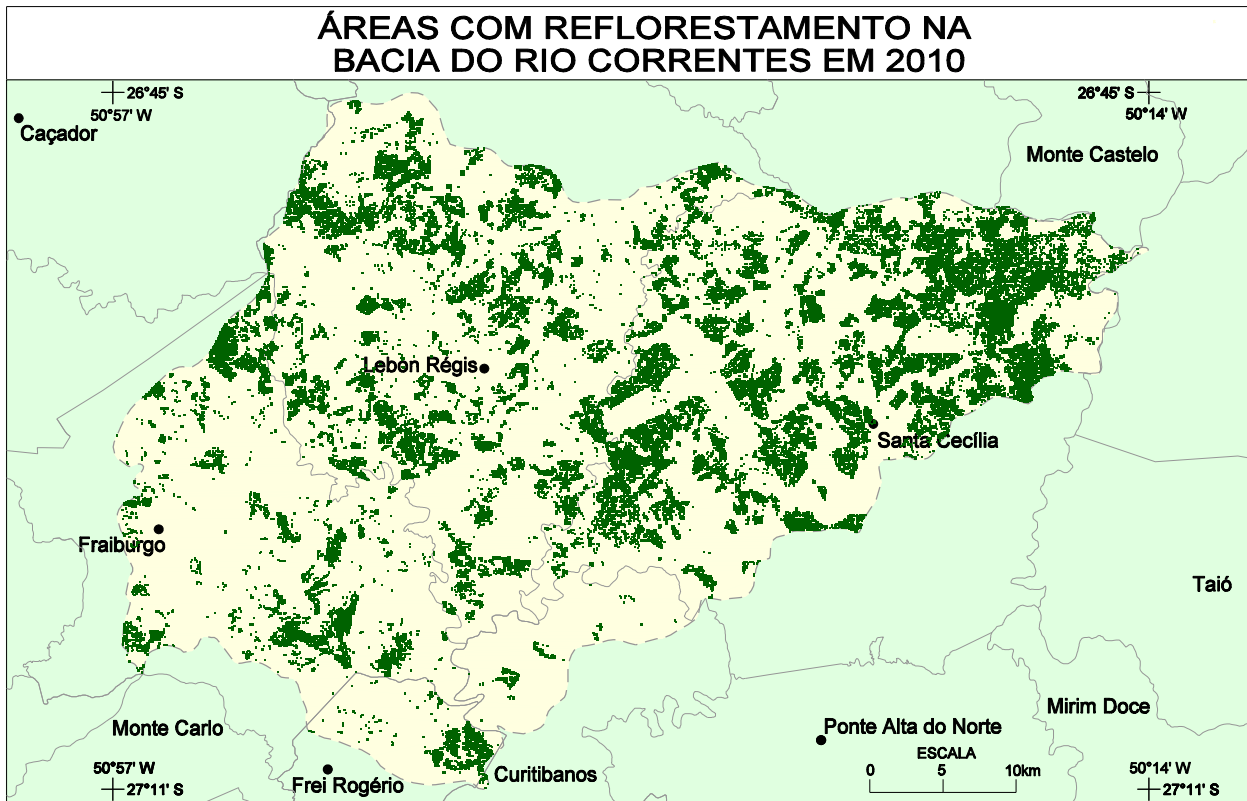 ÁREAS COM REFLORESTAMENTO NA
BACIA DO RIO CORRENTES EM 2010
26°45' S
50°57' W
26°45' S
50°14' W
Caçador
Monte Castelo
Lebon Régis
Santa Cecília
Fraiburgo
Taió
Monte Carlo
Mirim Doce
Ponte Alta do Norte
ESCALA
0 5 10km
Frei Rogério
Curitibanos
50°57' W
27°11' S
50°14' W
27°11' S